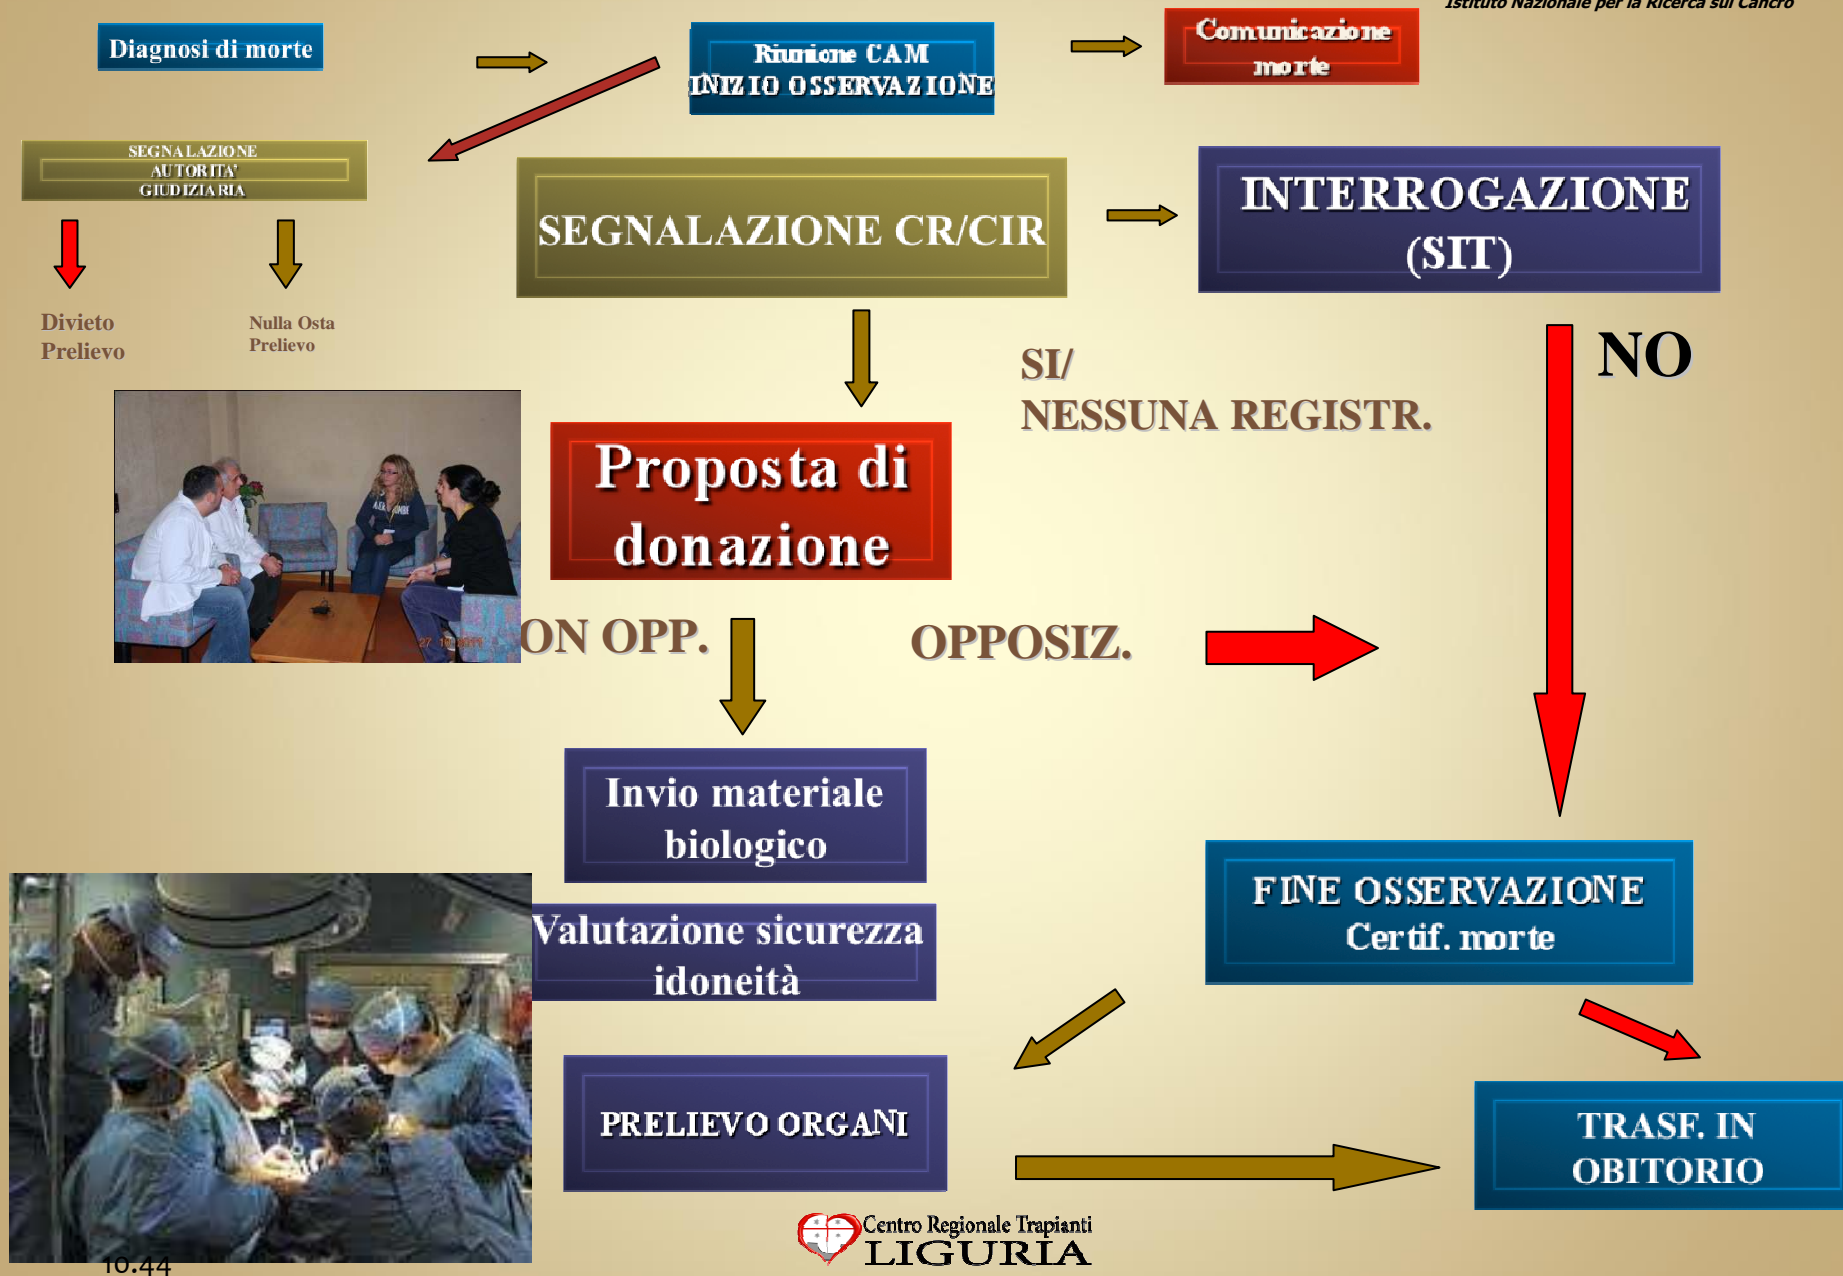 Istituto Nazionale per la Ricerca sul Cancro
Diagnosi di morte
Riunione CAM
INIZIO OSSERVAZIONE
Comunicazione
morte
SEGNALAZIONE
AUTORITA'
GIUDIZIARIA
SEGNALAZIONE CR/CIR
INTERROGAZIONE
(SIT)
Divieto
Prelievo
Nulla Osta
Prelievo
SI/
NESSUNA REGISTR.
NO
Proposta di
donazione
ON OPP.
OPPOSIZ.
Invio materiale
biologico
Valutazione sicurezza
idoneità
FINE OSSERVAZIONE
Certif. morte
PRELIEVO ORGANI
TRASF. IN
OBITORIO
Centro Regionale Trapianti
LIGURIA
10.44